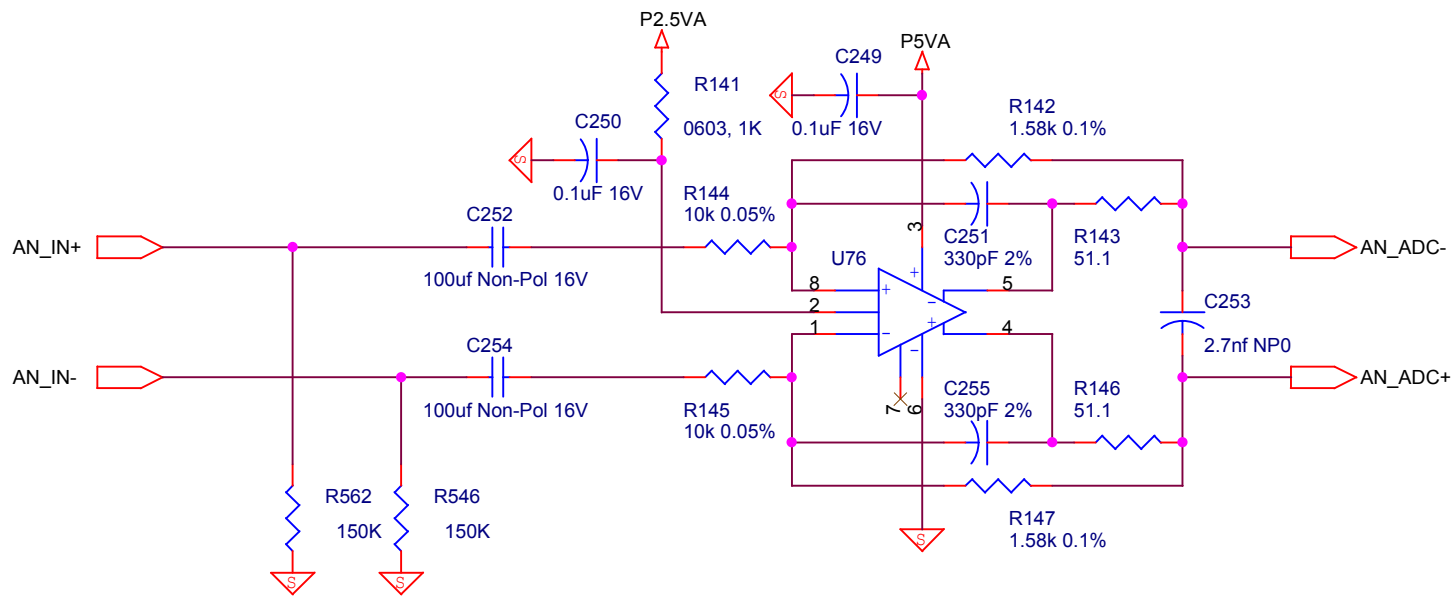 P2.5VA
P5VA
C249
R141
0603, 1K
0.1uF 16V
R142
1.58k 0.1%
C250
0.1uF 16V
S
S
R144
10k 0.05%
C252
100uf Non-Pol 16V
AN_IN+
C251
330pF 2%
R143
51.1
AN_ADC-
U76
3
8
2
1
5
4
7
6
+
-
+
-
+
-
C253
2.7nf NP0
C254
100uf Non-Pol 16V
AN_IN-
R145
10k 0.05%
C255
330pF 2%
R146
51.1
AN_ADC+
R562
150K
R546
150K
R147
1.58k 0.1%
S
S
S